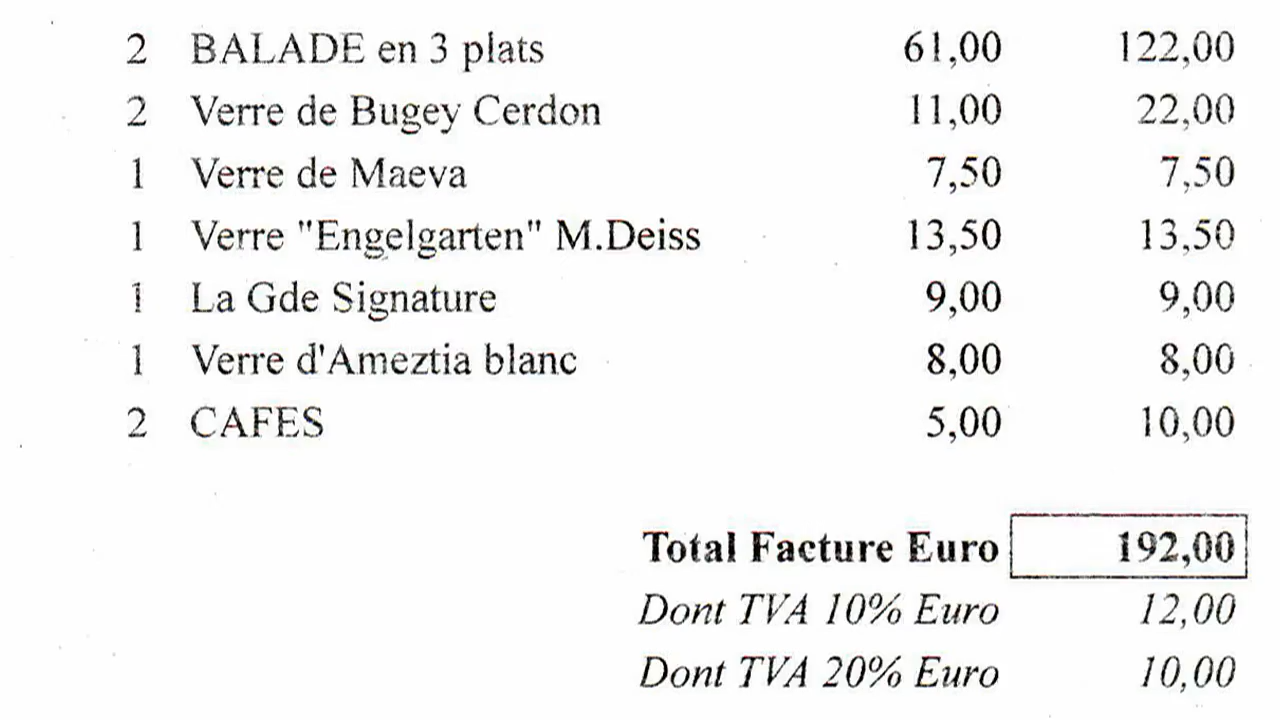 2 BALADE en 3 plats 61,00 122,00
2 Verre de Bugey Cerdon 11,00 22,00
1 Verre de Maeva 7,50 7,50
1 Verre "Engelgarten" M.Deiss 13,50 13,50
1 La Gde Signature 9,00 9,00
1 Verre d'Ameztia blanc 8,00 8,00
2 CAFES 5,00 10,00
Total Facture Euro 192,00
Dont TVA 10% Euro 12,00
Dont TVA 20% Euro 10,00